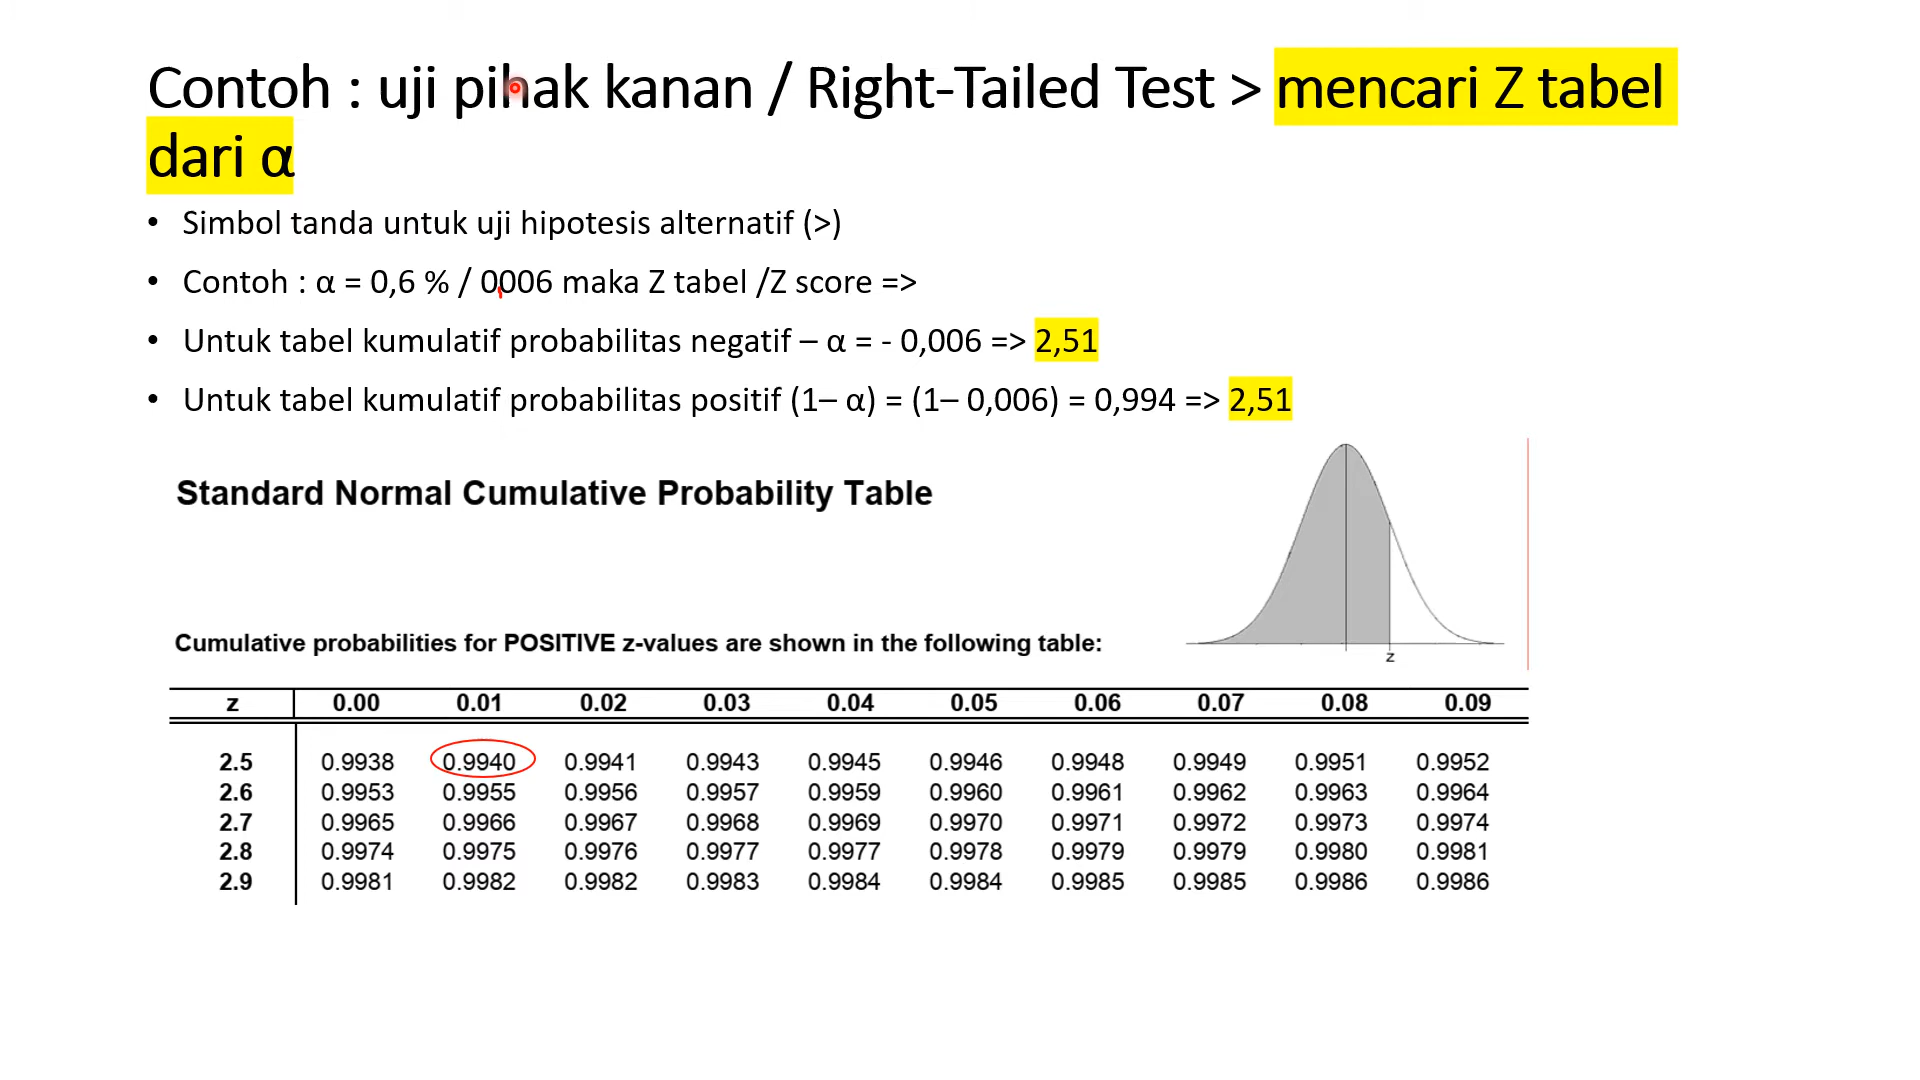 Contoh : uji pihak kanan / Right-Tailed Test > mencari Z tabel
dari α
• Simbol tanda untuk uji hipotesis alternatif (>)
• Contoh : α = 0,6 % / 0,006 maka Z tabel /Z score =>
• Untuk tabel kumulatif probabilitas negatif – α = - 0,006 => 2,51
• Untuk tabel kumulatif probabilitas positif (1– α) = (1– 0,006) = 0,994 => 2,51
Standard Normal Cumulative Probability Table
z
Cumulative probabilities for POSITIVE z-values are shown in the following table:
z 0.00 0.01 0.02 0.03 0.04 0.05 0.06 0.07 0.08 0.09
2.5 0.9938 0.9940 0.9941 0.9943 0.9945 0.9946 0.9948 0.9949 0.9951 0.9952
2.6 0.9953 0.9955 0.9956 0.9957 0.9959 0.9960 0.9961 0.9962 0.9963 0.9964
2.7 0.9965 0.9966 0.9967 0.9968 0.9969 0.9970 0.9971 0.9972 0.9973 0.9974
2.8 0.9974 0.9975 0.9976 0.9977 0.9977 0.9978 0.9979 0.9979 0.9980 0.9981
2.9 0.9981 0.9982 0.9982 0.9983 0.9984 0.9984 0.9985 0.9985 0.9986 0.9986